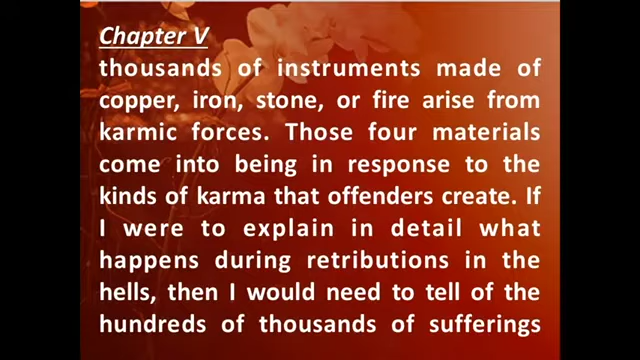 Chapter V
thousands of instruments made of
copper, iron, stone, or fire arise from
karmic forces. Those four materials
come into being in response to the
kinds of karma that offenders create. If
I were to explain in detail what
happens during retributions in the
hells, then I would need to tell of the
hundreds of thousands of sufferings